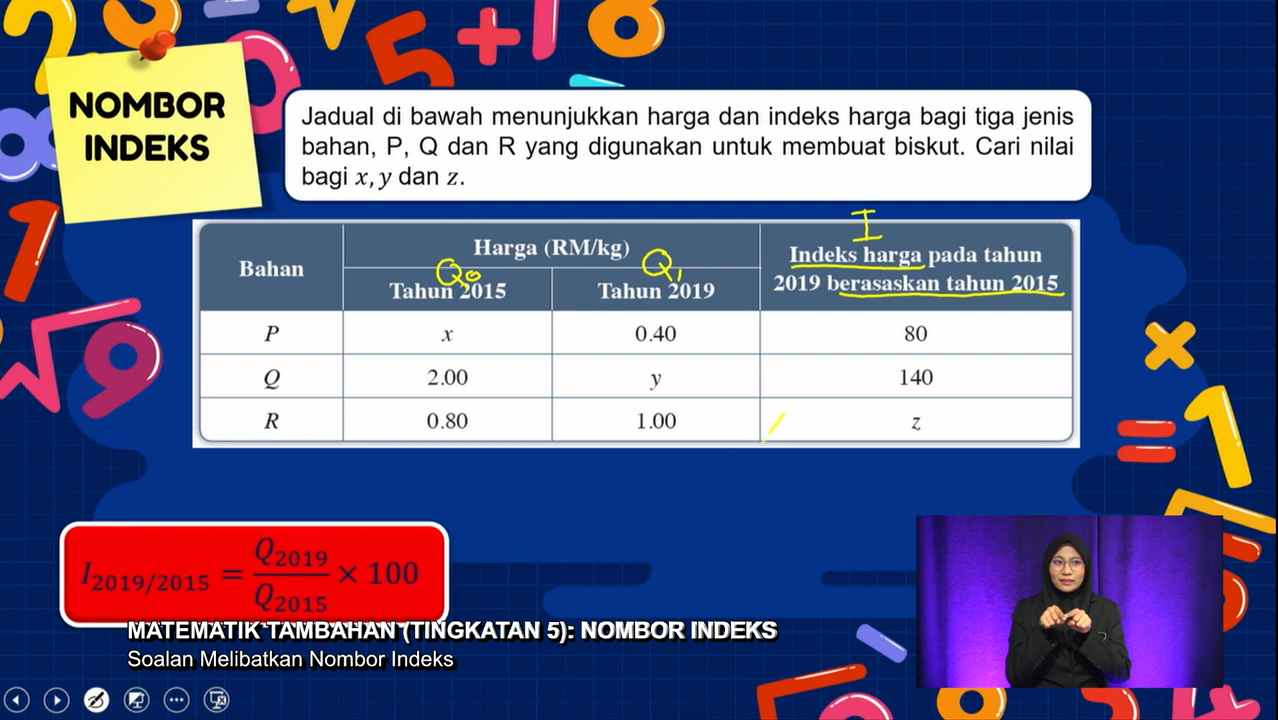 NOMBOR
INDEKS
Jadual di bawah menunjukkan harga dan indeks harga bagi tiga jenis
bahan, P, Q dan R yang digunakan untuk membuat biskut. Cari nilai
bagi x, y dan z.
Bahan
Harga (RM/kg)
Q₀
Tahun 2015
Q₁
Tahun 2019
I
Indeks harga pada tahun
2019 berasaskan tahun 2015
P x 0.40 80
Q 2.00 y 140
R 0.80 1.00 z
I₂₀₁₉/₂₀₁₅ = Q₂₀₁₉/Q₂₀₁₅ × 100
MATEMATIK TAMBAHAN (TINGKATAN 5): NOMBOR INDEKS
Soalan Melibatkan Nombor Indeks